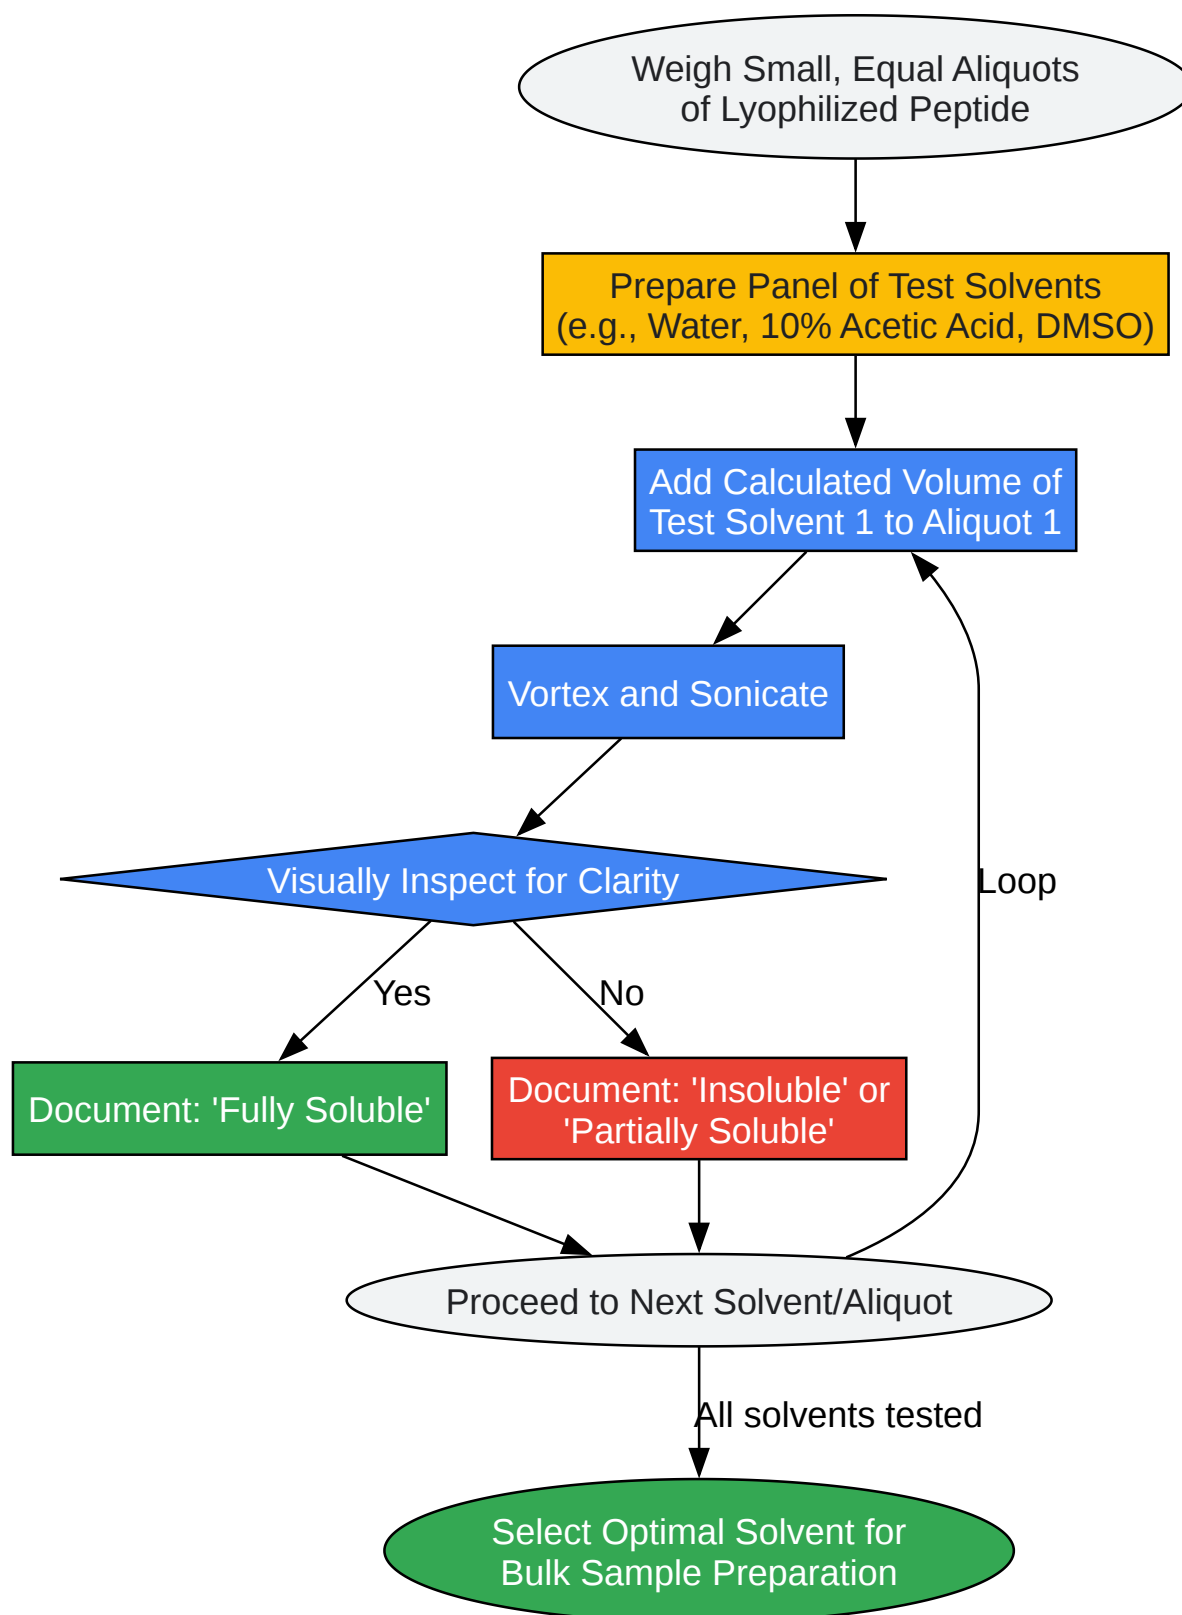 Weigh Small, Equal Aliquots
of Lyophilized Peptide
Prepare Panel of Test Solvents
(e.g., Water, 10% Acetic Acid, DMSO)
Add Calculated Volume of
Test Solvent 1 to Aliquot 1
Vortex and Sonicate
Visually Inspect for Clarity
Loop
Yes
No
Document: 'Fully Soluble'
Document: 'Insoluble' or
'Partially Soluble'
Proceed to Next Solvent/Aliquot
All solvents tested
Select Optimal Solvent for
Bulk Sample Preparation